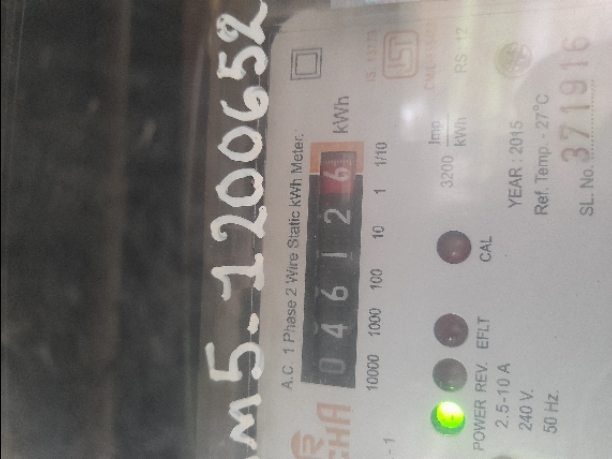 m5-1200652
A.C. 1 Phase 2 Wire Static kWh Meter.
0 4 6 1 2 6 kWh
10000 1000 100 10 1 1/10
CHA
POWER REV. EFLT CAL
3200 Imp/kWh
RS 12
2.5-10 A
240 V.
50 Hz.
YEAR : 2015
Ref. Temp. - 27°C
SL. No. 371916